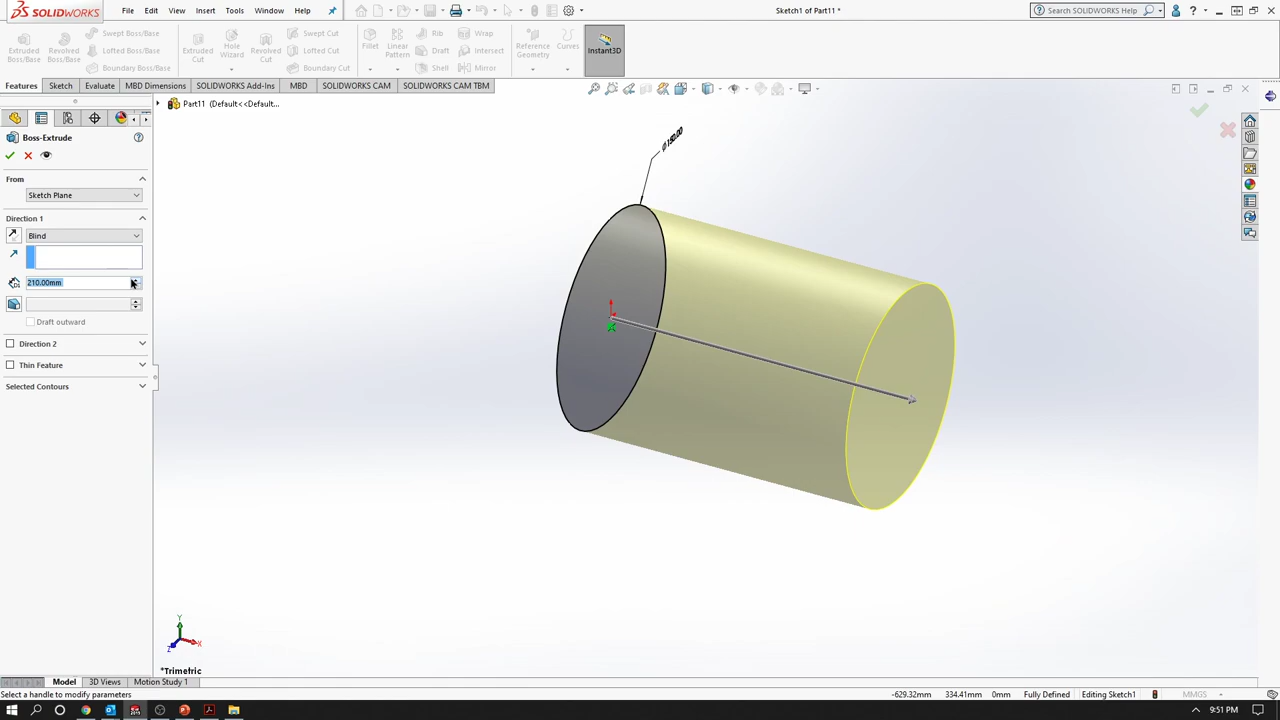 SOLIDWORKS
File Edit View Insert Tools Window Help
Sketch1 of Part11 *
Search SOLIDWORKS Help
Extruded Boss/Base
Revolved Boss/Base
Swept Boss/Base
Lofted Boss/Base
Boundary Boss/Base
Extruded Cut
Hole Wizard
Revolved Cut
Swept Cut
Lofted Cut
Boundary Cut
Fillet
Linear Pattern
Rib
Draft
Shell
Wrap
Intersect
Mirror
Reference Geometry
Curves
Instant3D
Features Sketch Evaluate MBD Dimensions SOLIDWORKS Add-Ins MBD SOLIDWORKS CAM SOLIDWORKS CAM TBM
Part11 (Default<<Default...
Boss-Extrude
From
Sketch Plane
Direction 1
Blind
210.00mm
Draft outward
Direction 2
Thin Feature
Selected Contours
Ø150.00
Y
X
Z
*Trimetric
Model 3D Views Motion Study 1
Select a handle to modify parameters
-629.32mm 334.41mm 0mm Fully Defined Editing Sketch1 MMGS
9:51 PM